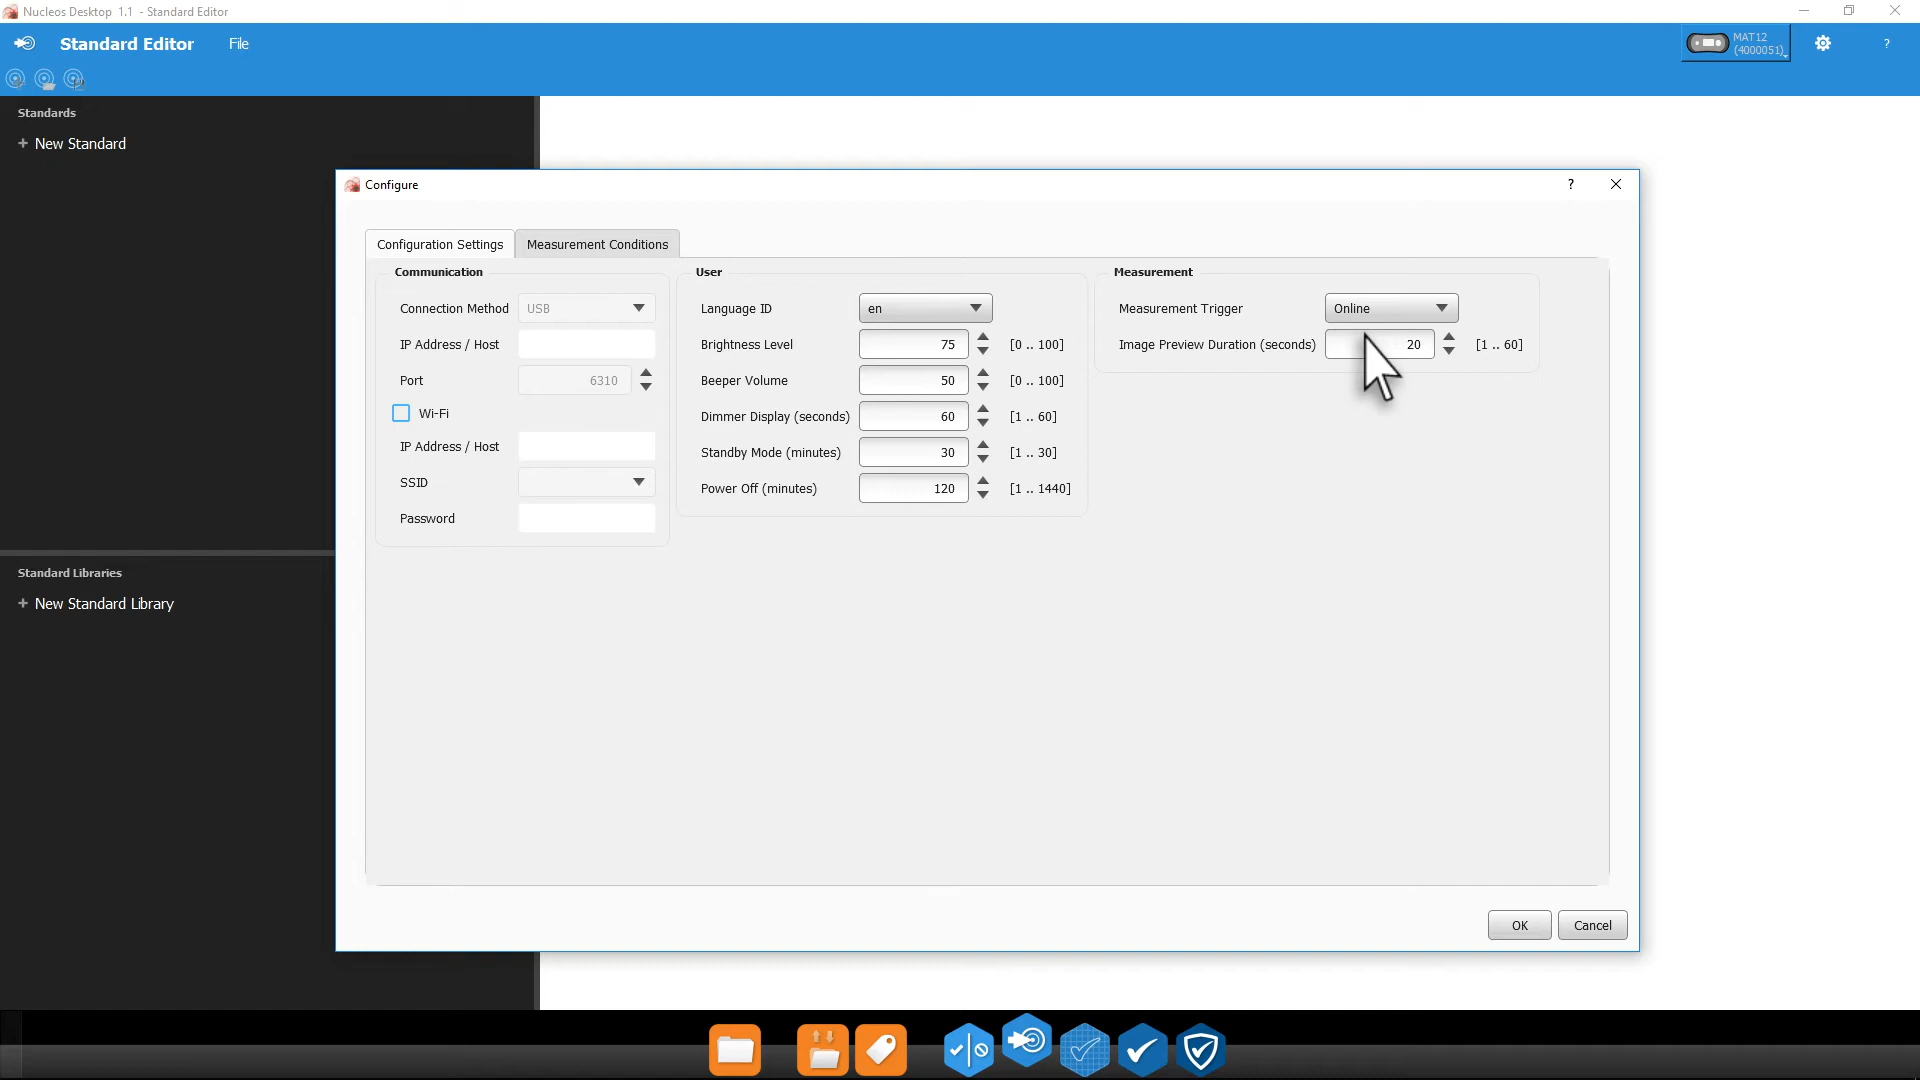 Nucleos Desktop 1.1 - Standard Editor
Standard Editor
File
MAT12
(4000051)
?
Standards
+ New Standard
Configure
?
Configuration Settings
Measurement Conditions
Communication
Connection Method USB
IP Address / Host
Port 6310
Wi-Fi
IP Address / Host
SSID
Password
User
Language ID en
Brightness Level 75 [0 .. 100]
Beeper Volume 50 [0 .. 100]
Dimmer Display (seconds) 60 [1 .. 60]
Standby Mode (minutes) 30 [1 .. 30]
Power Off (minutes) 120 [1 .. 1440]
Measurement
Measurement Trigger Online
Image Preview Duration (seconds) 20 [1 .. 60]
Standard Libraries
+ New Standard Library
OK
Cancel